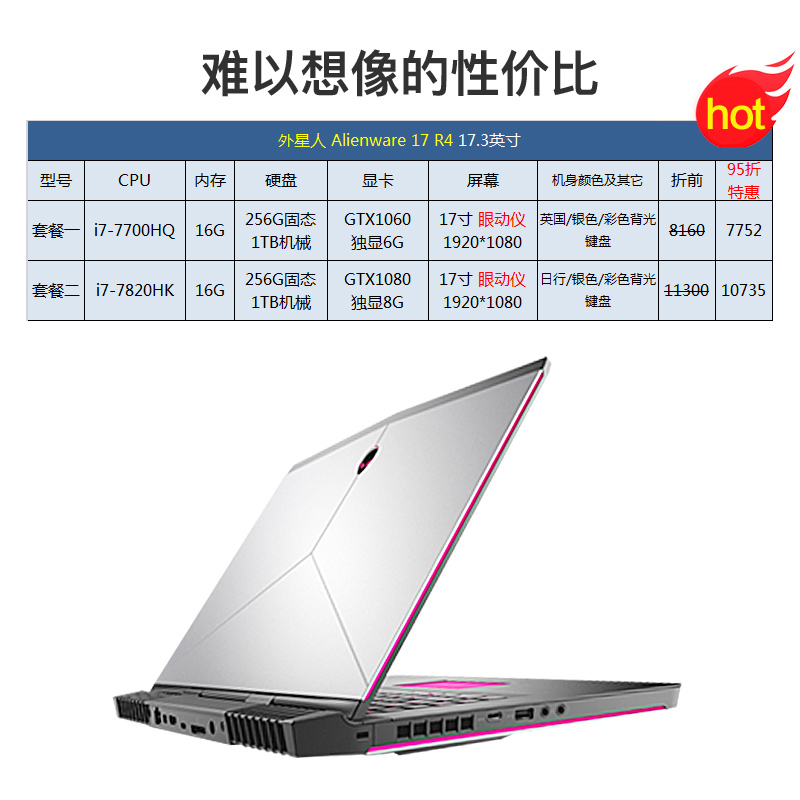 难以想像的性价比
hot
外星人 Alienware 17 R4 17.3英寸
型号 CPU 内存 硬盘 显卡 屏幕 机身颜色及其它 折前 95折
特惠
套餐一 i7-7700HQ 16G 256G固态 GTX1060 17寸 眼动仪 英国/银色/彩色背光 8160 7752
1TB机械 独显6G 1920*1080 键盘
套餐二 i7-7820HK 16G 256G固态 GTX1080 17寸 眼动仪 日行/银色/彩色背光 11300 10735
1TB机械 独显8G 1920*1080 键盘